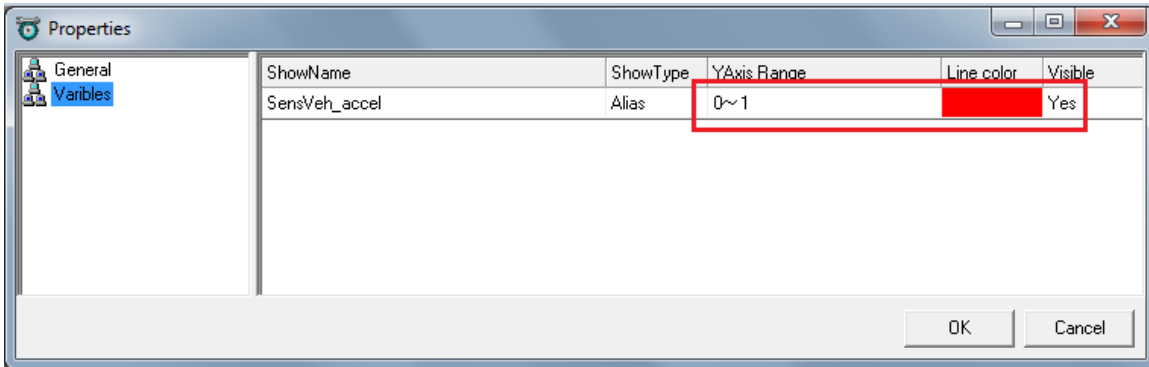 Properties
General
Varibles
ShowName ShowType YAxis Range Line color Visible
SensVeh_accel Alias 0~1 Yes
OK Cancel